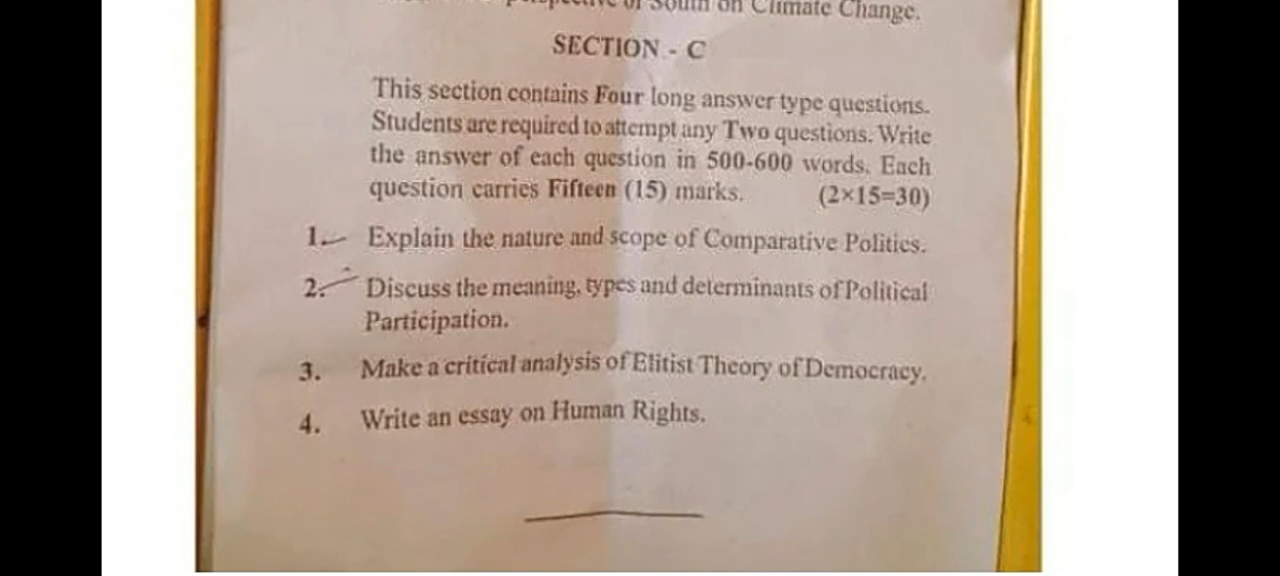 of South on Climate Change.
SECTION - C
This section contains Four long answer type questions.
Students are required to attempt any Two questions. Write
the answer of each question in 500-600 words. Each
question carries Fifteen (15) marks. (2×15=30)
1. Explain the nature and scope of Comparative Politics.
2. Discuss the meaning, types and determinants of Political
Participation.
3. Make a critical analysis of Elitist Theory of Democracy.
4. Write an essay on Human Rights.